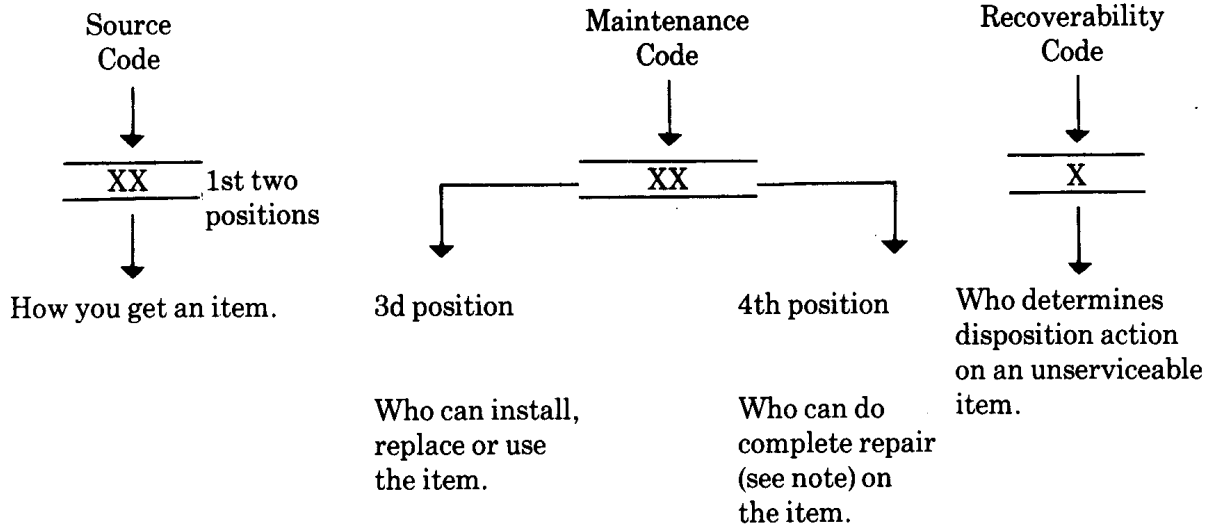 Source
Code
Maintenance
Code
Recoverability
Code
XX
1st two
positions
XX
X
How you get an item.
3d position
4th position
Who determines
disposition action
on an unserviceable
item.
Who can install,
replace or use
the item.
Who can do
complete repair
(see note) on
the item.